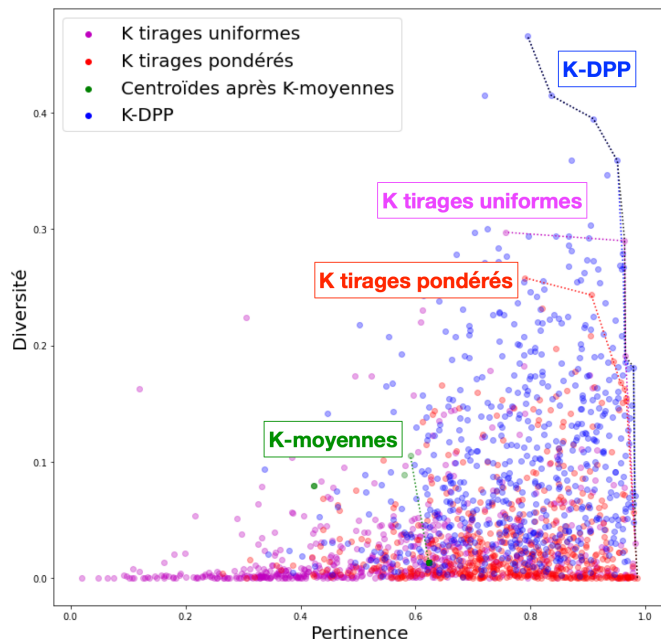 K tirages uniformes
K tirages pondérés
Centroïdes après K-moyennes
K-DPP
K-DPP
K tirages uniformes
K tirages pondérés
K-moyennes
Diversité
0.4
0.3
0.2
0.1
0.0
0.0 0.2 0.4 0.6 0.8 1.0
Pertinence